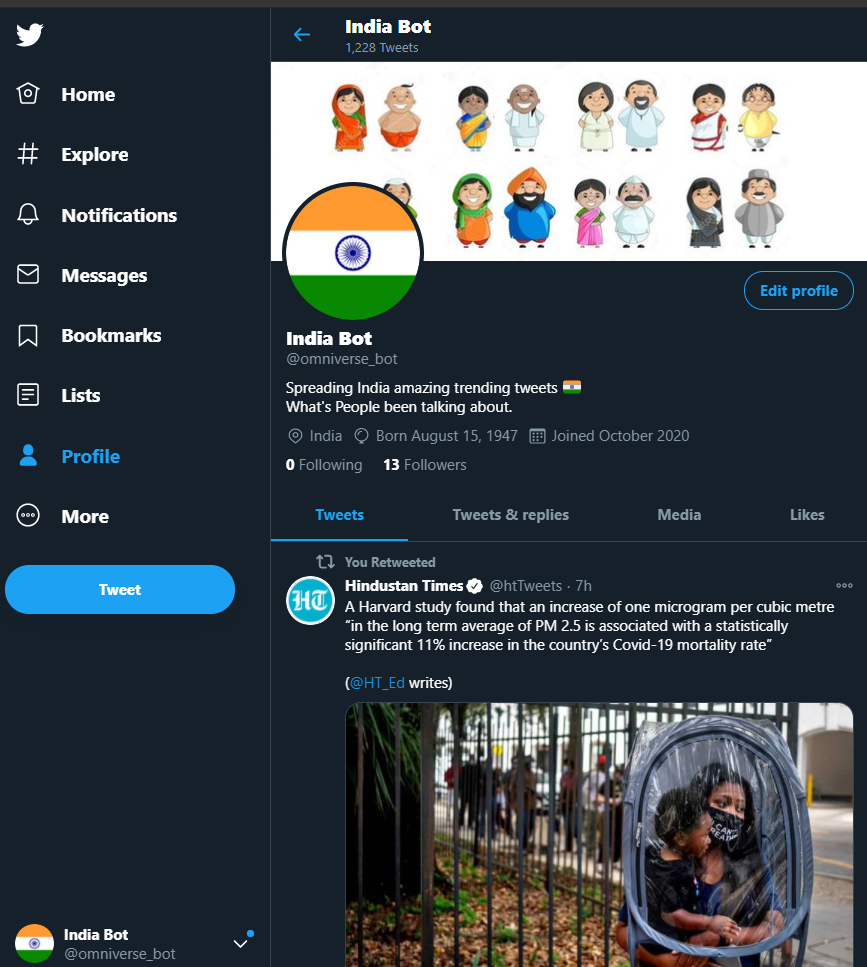 India Bot
1,228 Tweets
Home
Explore
Notifications
Messages
Bookmarks
Lists
Profile
More
Tweet
Edit profile
India Bot
@omniverse_bot
Spreading India amazing trending tweets 🇮🇳
What's People been talking about.
India Born August 15, 1947 Joined October 2020
0 Following 13 Followers
Tweets Tweets & replies Media Likes
You Retweeted
HT
Hindustan Times @htTweets · 7h
A Harvard study found that an increase of one microgram per cubic metre
“in the long term average of PM 2.5 is associated with a statistically
significant 11% increase in the country’s Covid-19 mortality rate”
(@HT_Ed writes)
India Bot
@omniverse_bot